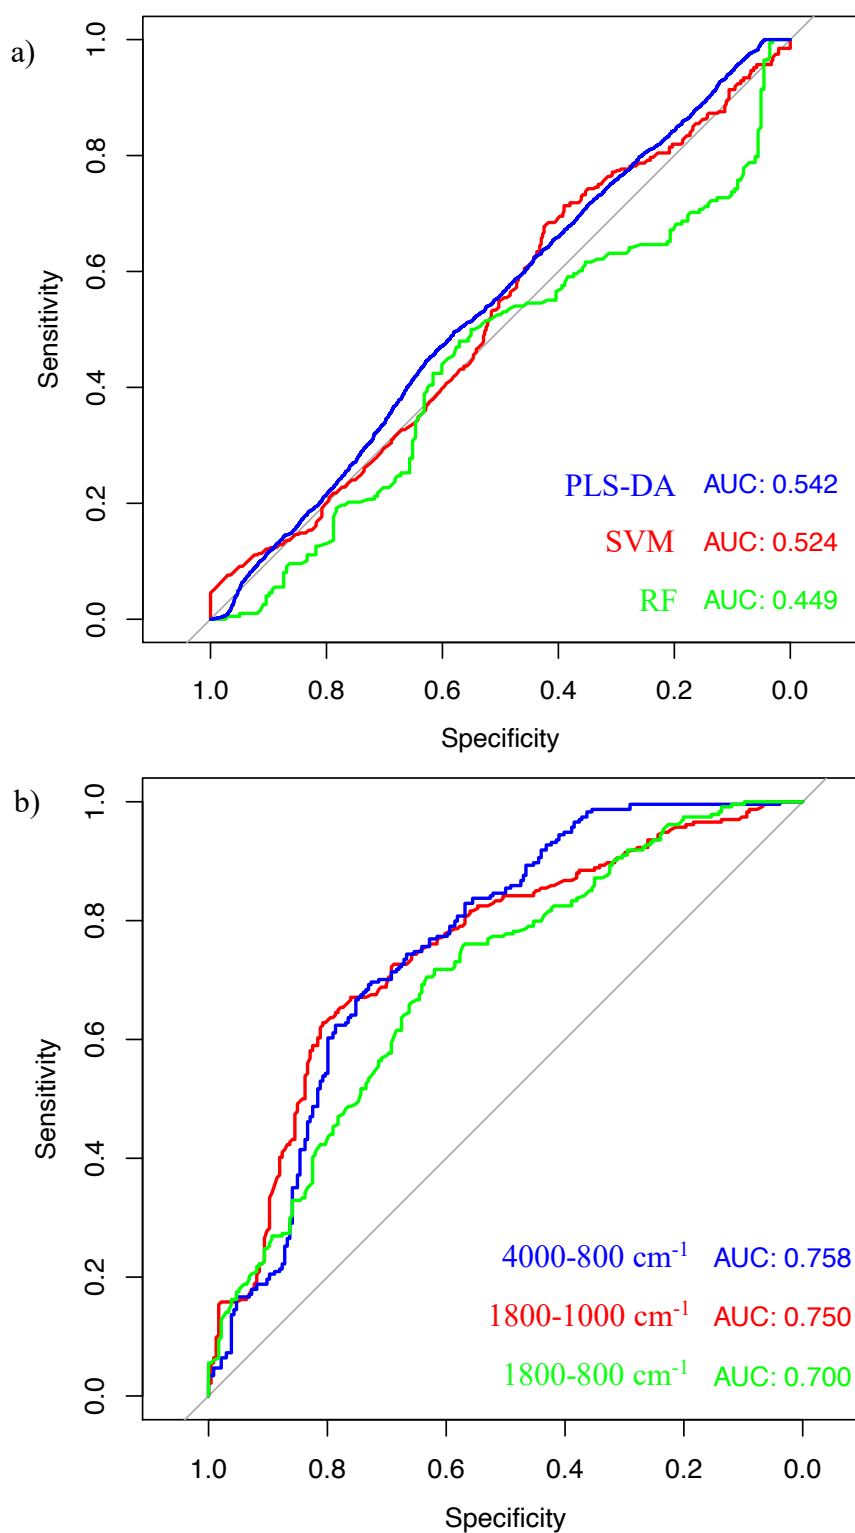 a)
1.0
0.8
0.6
0.4
0.2
0.0
Sensitivity
PLS-DA AUC: 0.542
SVM AUC: 0.524
RF AUC: 0.449
1.0 0.8 0.6 0.4 0.2 0.0
Specificity
b)
1.0
0.8
0.6
0.4
0.2
0.0
Sensitivity
4000-800 cm⁻¹ AUC: 0.758
1800-1000 cm⁻¹ AUC: 0.750
1800-800 cm⁻¹ AUC: 0.700
1.0 0.8 0.6 0.4 0.2 0.0
Specificity